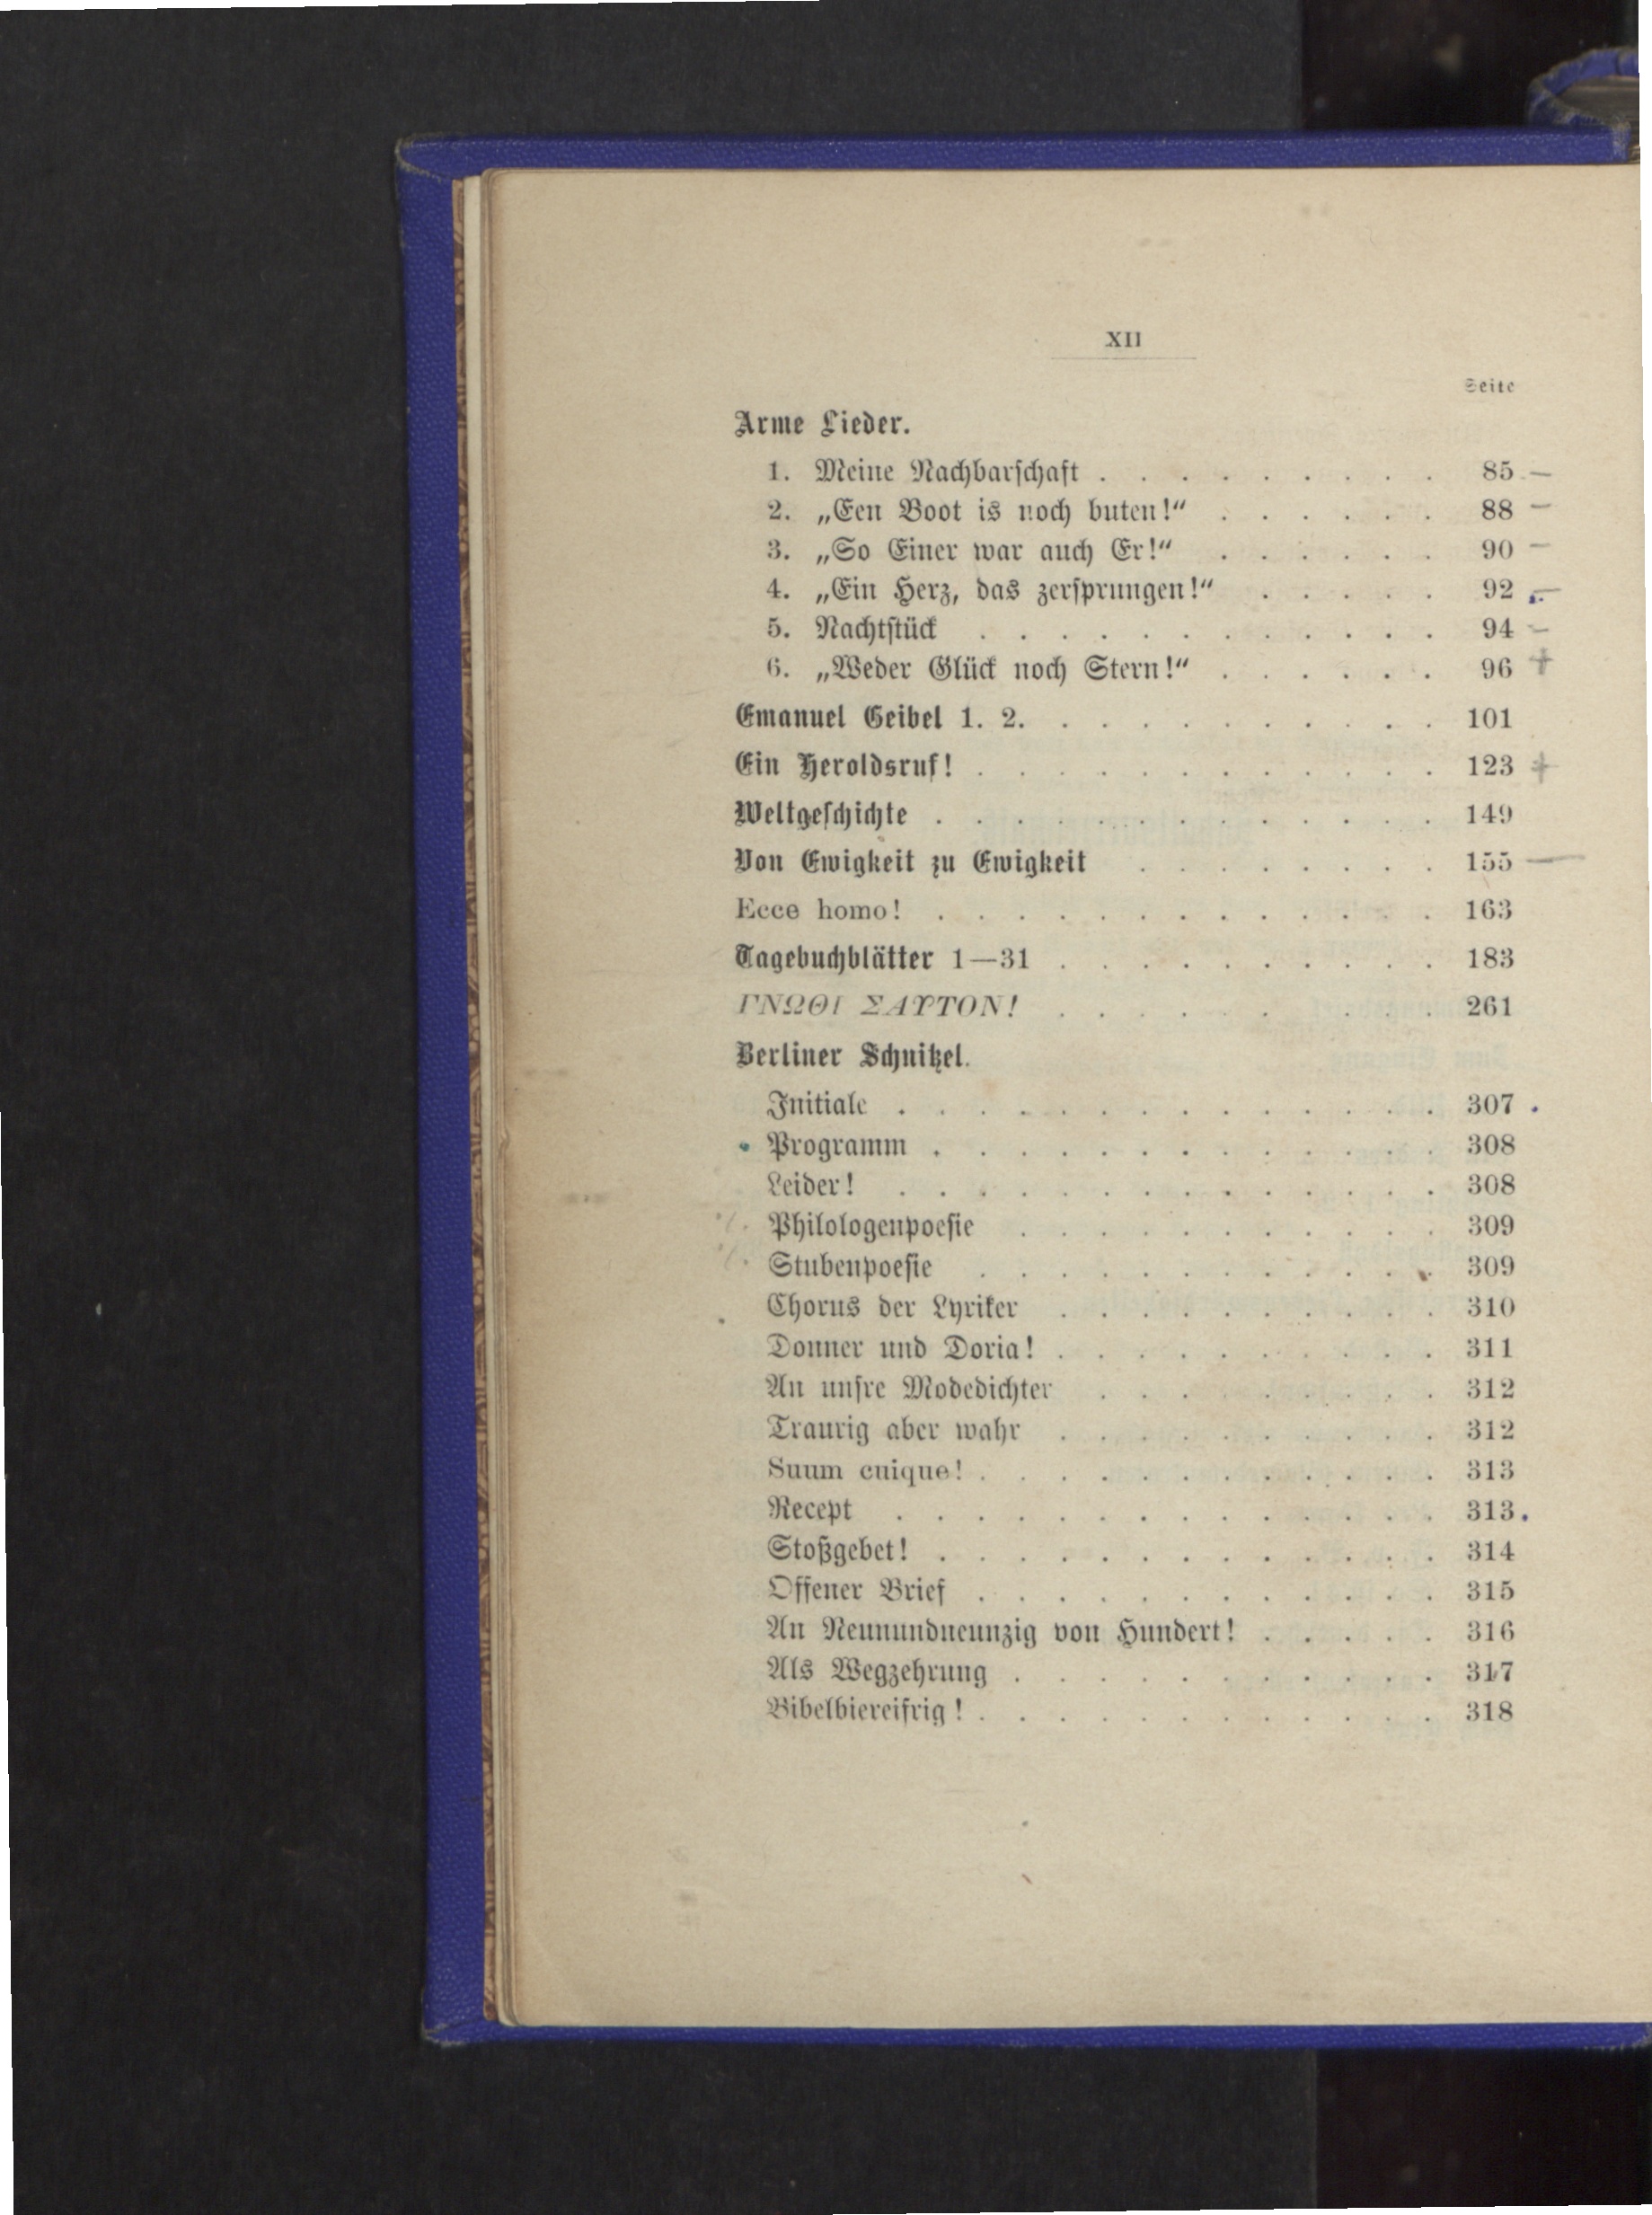 XII
Seite
Arme Lieder.
1. Meine Nachbarschaft . . . . . . . . . 85 –
2. „Een Boot is noch buten!“ . . . . . . 88 –
3. „So Einer war auch Er!“ . . . . . . 90 –
4. „Ein Herz, das zersprungen!“ . . . . . 92 –
5. Nachtstück . . . . . . . . . . . . 94 –
6. „Weder Glück noch Stern!“ . . . . . . 96 +
Emanuel Geibel 1. 2. . . . . . . . . . . 101
Ein Heroldsruf! . . . . . . . . . . . . 123 +
Weltgeschichte . . . . . . . . . . . . . 149
Von Ewigkeit zu Ewigkeit . . . . . . . . 155 —
Ecce homo! . . . . . . . . . . . . . 163
Tagebuchblätter 1—31 . . . . . . . . . . 183
ΓΝΩΘΙ ΣΑΥΤΟΝ! . . . . . . . . . 261
Berliner Schnitzel.
Initiale . . . . . . . . . . . . . . 307
Programm . . . . . . . . . . . . . 308
Leider! . . . . . . . . . . . . . . 308
Philologenpoesie . . . . . . . . . . . 309
Stubenpoesie . . . . . . . . . . . . 309
Chorus der Lyriker . . . . . . . . . . 310
Donner und Doria! . . . . . . . . . . 311
An unsre Modedichter . . . . . . . . . 312
Traurig aber wahr . . . . . . . . . . 312
Suum cuique! . . . . . . . . . . . . 313
Recept . . . . . . . . . . . . . . 313
Stoßgebet! . . . . . . . . . . . . . 314
Offener Brief . . . . . . . . . . . . 315
An Neunundneunzig von Hundert! . . . . . 316
Als Wegzehrung . . . . . . . . . . . 317
Bibelbiereifrig! . . . . . . . . . . . . 318